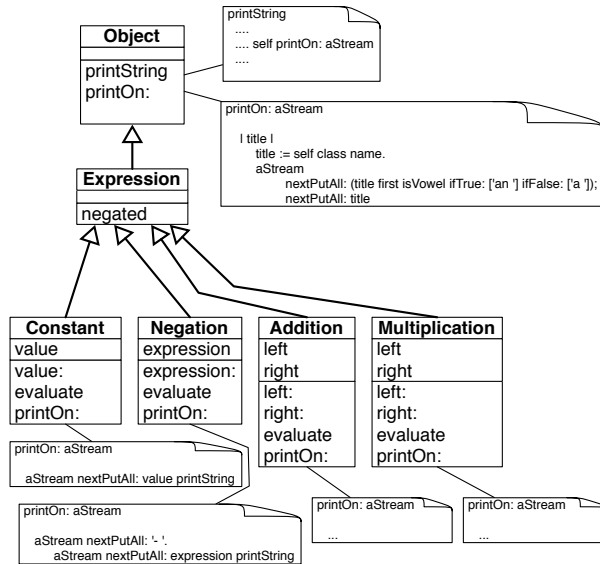 Object
printString
printOn:
printString
....
.... self printOn: aStream
....
printOn: aStream
| title |
title := self class name.
aStream
nextPutAll: (title first isVowel ifTrue: ['an '] ifFalse: ['a ']);
nextPutAll: title
Expression
negated
Constant
value
value:
evaluate
printOn:
Negation
expression
expression:
evaluate
printOn:
Addition
left
right
left:
right:
evaluate
printOn:
Multiplication
left
right
left:
right:
evaluate
printOn:
printOn: aStream
aStream nextPutAll: value printString
printOn: aStream
aStream nextPutAll: '- '.
aStream nextPutAll: expression printString
printOn: aStream
...
printOn: aStream
...